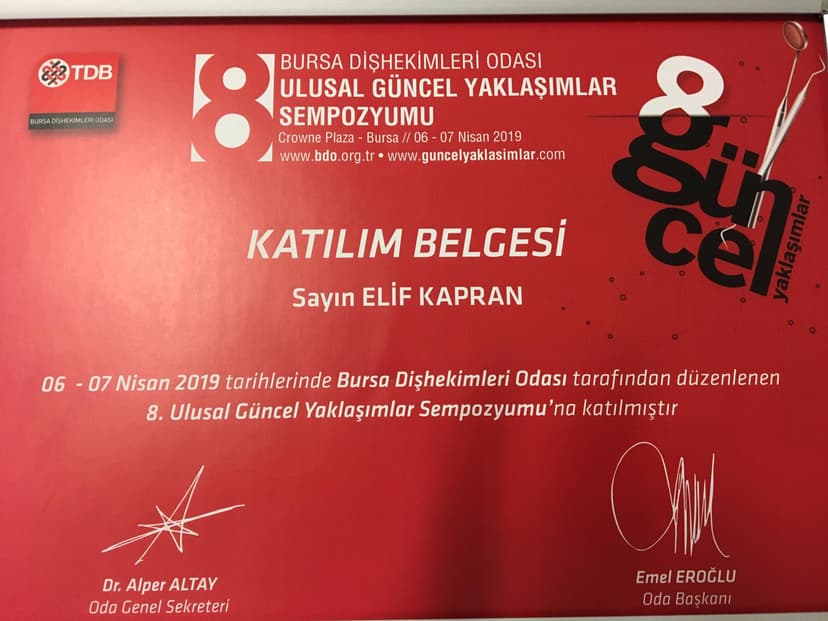 TDB
BURSA DİŞHEKİMLERİ ODASI
8
BURSA DİŞHEKİMLERİ ODASI
ULUSAL GÜNCEL YAKLAŞIMLAR
SEMPOZYUMU
Crowne Plaza - Bursa // 06 - 07 Nisan 2019
www.bdo.org.tr • www.guncelyaklasimlar.com
8
güncel
yaklaşımlar
KATILIM BELGESİ
Sayın ELİF KAPRAN
06 - 07 Nisan 2019 tarihlerinde Bursa Dişhekimleri Odası tarafından düzenlenen
8. Ulusal Güncel Yaklaşımlar Sempozyumu'na katılmıştır
Dr. Alper ALTAY
Oda Genel Sekreteri
Emel EROĞLU
Oda Başkanı